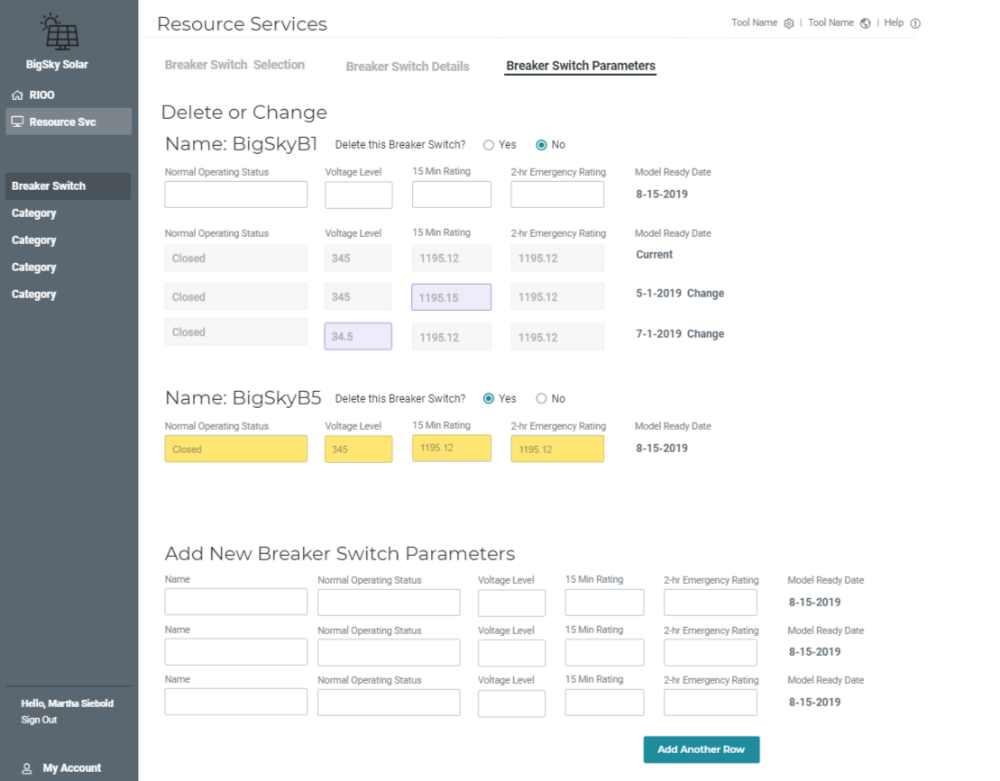 Resource Services
Tool Name | Tool Name | Help
BigSky Solar
RIOO
Resource Svc
Breaker Switch
Category
Category
Category
Category
Hello, Martha Siebold
Sign Out
My Account
Breaker Switch Selection Breaker Switch Details Breaker Switch Parameters
Delete or Change
Name: BigSkyB1 Delete this Breaker Switch? Yes No
Normal Operating Status Voltage Level 15 Min Rating 2-hr Emergency Rating Model Ready Date
8-15-2019
Normal Operating Status Voltage Level 15 Min Rating 2-hr Emergency Rating Model Ready Date
Closed 345 1195.12 1195.12 Current
Closed 345 1195.15 1195.12 5-1-2019 Change
Closed 34.5 1195.12 1195.12 7-1-2019 Change
Name: BigSkyB5 Delete this Breaker Switch? Yes No
Normal Operating Status Voltage Level 15 Min Rating 2-hr Emergency Rating Model Ready Date
Closed 345 1195.12 1195.12 8-15-2019
Add New Breaker Switch Parameters
Name Normal Operating Status Voltage Level 15 Min Rating 2-hr Emergency Rating Model Ready Date
8-15-2019
Name Normal Operating Status Voltage Level 15 Min Rating 2-hr Emergency Rating Model Ready Date
8-15-2019
Name Normal Operating Status Voltage Level 15 Min Rating 2-hr Emergency Rating Model Ready Date
8-15-2019
Add Another Row